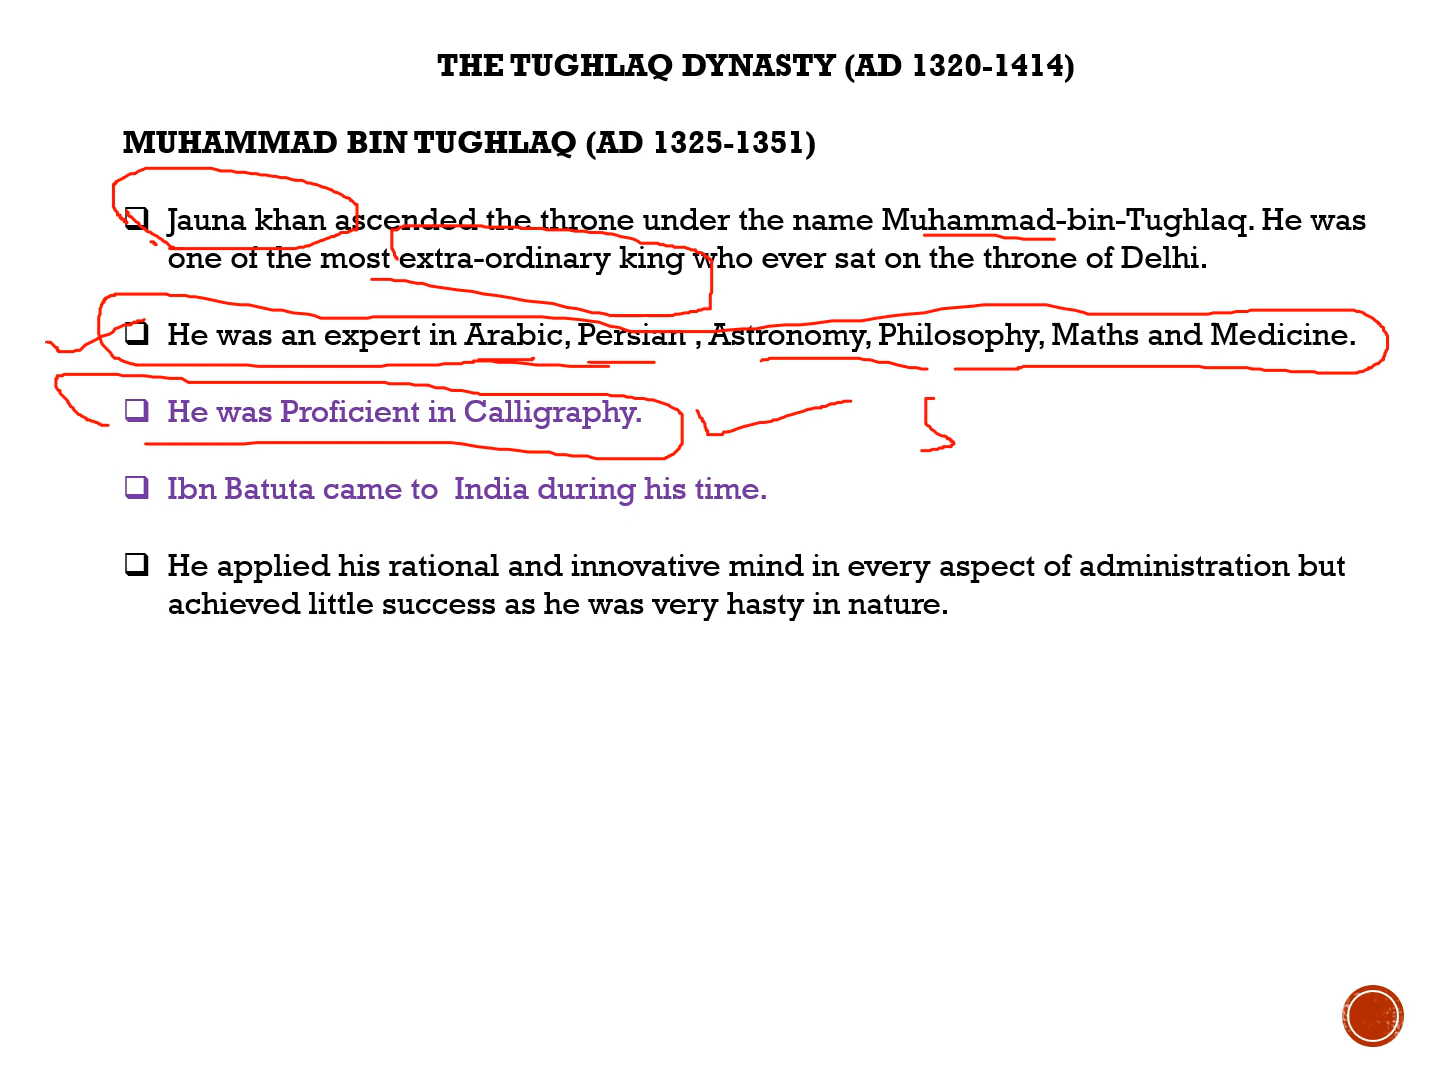 THE TUGHLAQ DYNASTY (AD 1320-1414)
MUHAMMAD BIN TUGHLAQ (AD 1325-1351)
❑ Jauna khan ascended the throne under the name Muhammad-bin-Tughlaq. He was
one of the most extra-ordinary king who ever sat on the throne of Delhi.
❑ He was an expert in Arabic, Persian , Astronomy, Philosophy, Maths and Medicine.
❑ He was Proficient in Calligraphy.
❑ Ibn Batuta came to  India during his time.
❑ He applied his rational and innovative mind in every aspect of administration but
achieved little success as he was very hasty in nature.